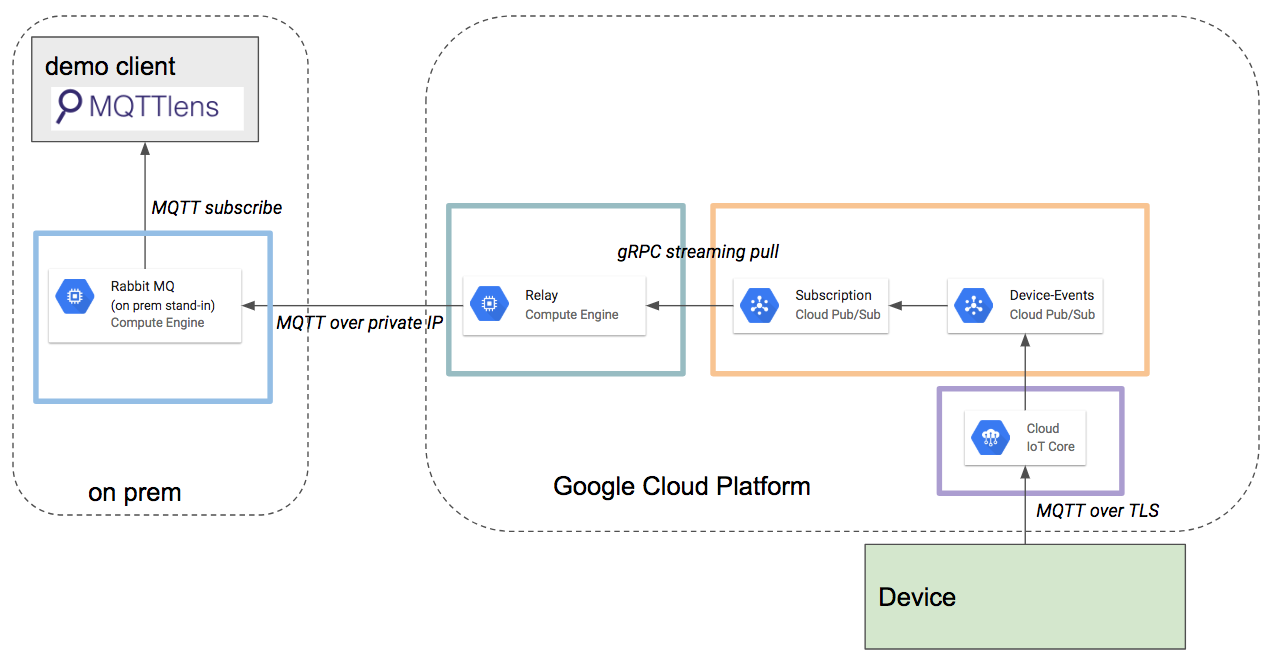 demo client
MQTTlens
MQTT subscribe
Rabbit MQ
(on prem stand-in)
Compute Engine
MQTT over private IP
on prem
gRPC streaming pull
Relay
Compute Engine
Subscription
Cloud Pub/Sub
Device-Events
Cloud Pub/Sub
Cloud
IoT Core
Google Cloud Platform
MQTT over TLS
Device